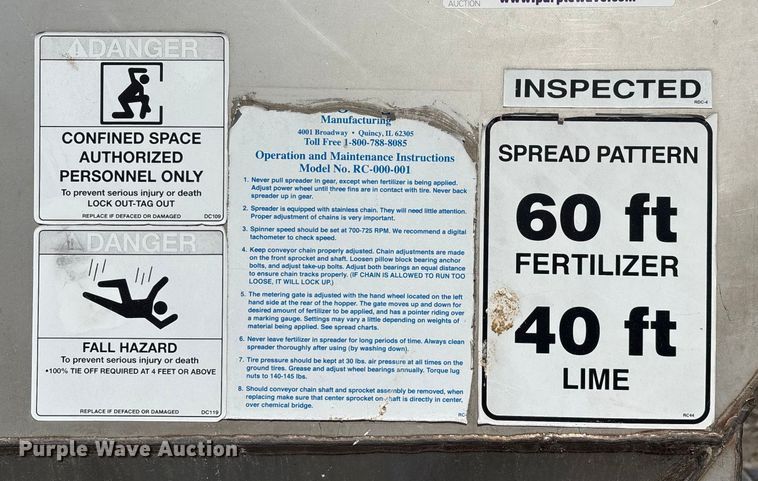 AUCTION www.purplewave.com
DANGER
CONFINED SPACE
AUTHORIZED
PERSONNEL ONLY
To prevent serious injury or death
LOCK OUT-TAG OUT
REPLACE IF DEFACED OR DAMAGED DC109
DANGER
FALL HAZARD
To prevent serious injury or death
•100% TIE OFF REQUIRED AT 4 FEET OR ABOVE
REPLACE IF DEFACED OR DAMAGED DC119
Manufacturing
4001 Broadway • Quincy, IL 62305
Toll Free 1-800-788-8085
Operation and Maintenance Instructions
Model No. RC-000-001
1. Never pull spreader in gear, except when fertilizer is being applied.
Adjust power wheel until three fins are in contact with tire. Never back
spreader up in gear.
2. Spreader is equipped with stainless chain. They will need little attention.
Proper adjustment of chains is very important.
3. Spinner speed should be set at 700-725 RPM. We recommend a digital
tachometer to check speed.
4. Keep conveyor chain properly adjusted. Chain adjustments are made
on the front sprocket and shaft. Loosen pillow block bearing anchor
bolts, and adjust take-up bolts. Adjust both bearings an equal distance
to ensure chain tracks properly. (IF CHAIN IS ALLOWED TO RUN TOO
LOOSE, IT WILL LOCK UP.)
5. The metering gate is adjusted with the hand wheel located on the left
hand side at the rear of the hopper. The gate moves up and down for
desired amount of fertilizer to be applied, and has a pointer riding over
a marking gauge. Settings may vary a little depending on weights of
material being applied. See spread charts.
6. Never leave fertilizer in spreader for long periods of time. Always clean
spreader thoroughly after using (by washing down).
7. Tire pressure should be kept at 30 lbs. air pressure at all times on the
ground tires. Grease and adjust wheel bearings annually. Torque lug
nuts to 140-145 lbs.
8. Should conveyor chain shaft and sprocket assembly be removed, when
replacing make sure that center sprocket on shaft is directly in center,
over chemical bridge.
RC-
INSPECTED
RDC-4
SPREAD PATTERN
60 ft
FERTILIZER
40 ft
LIME
RC44
Purple Wave Auction